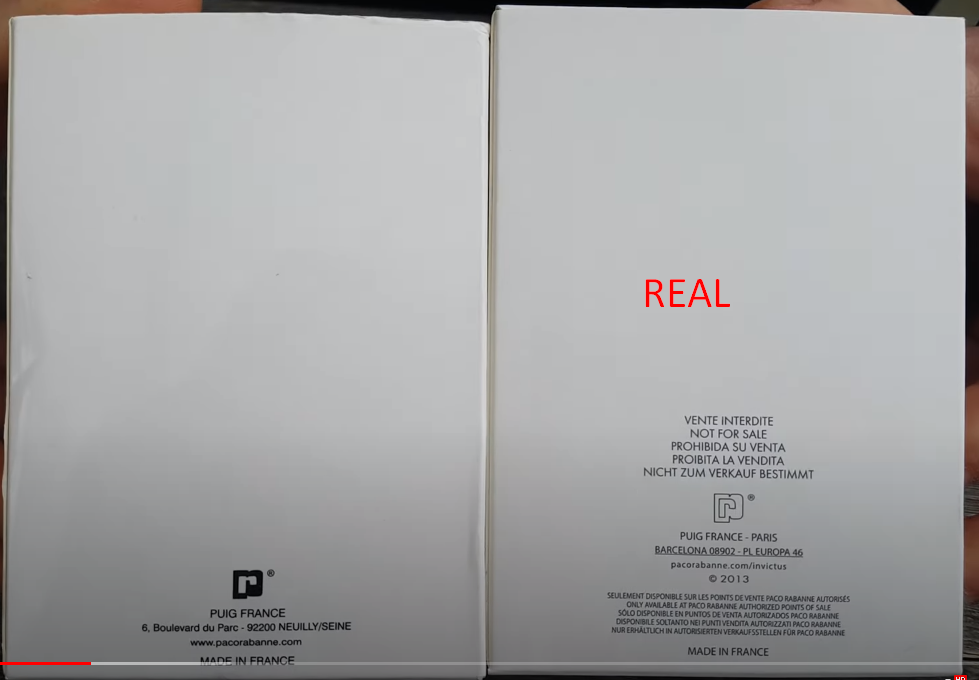 PUIG FRANCE
6, Boulevard du Parc - 92200 NEUILLY/SEINE
www.pacorabanne.com
MADE IN FRANCE
REAL
VENTE INTERDITE
NOT FOR SALE
PROHIBIDA SU VENTA
PROIBITA LA VENDITA
NICHT ZUM VERKAUF BESTIMMT
®
PUIG FRANCE - PARIS
BARCELONA 08902 - PL EUROPA 46
pacorabanne.com/invictus
© 2013
SEULEMENT DISPONIBLE SUR LES POINTS DE VENTE PACO RABANNE AUTORISÉS
ONLY AVAILABLE AT PACO RABANNE AUTHORIZED POINTS OF SALE
SÓLO DISPONIBLE EN PUNTOS DE VENTA AUTORIZADOS PACO RABANNE
DISPONIBILE SOLTANTO NEI PUNTI VENDITA AUTORIZZATI PACO RABANNE
NUR ERHÄLTLICH IN AUTORISIERTEN VERKAUFSSTELLEN FÜR PACO RABANNE
MADE IN FRANCE
HD